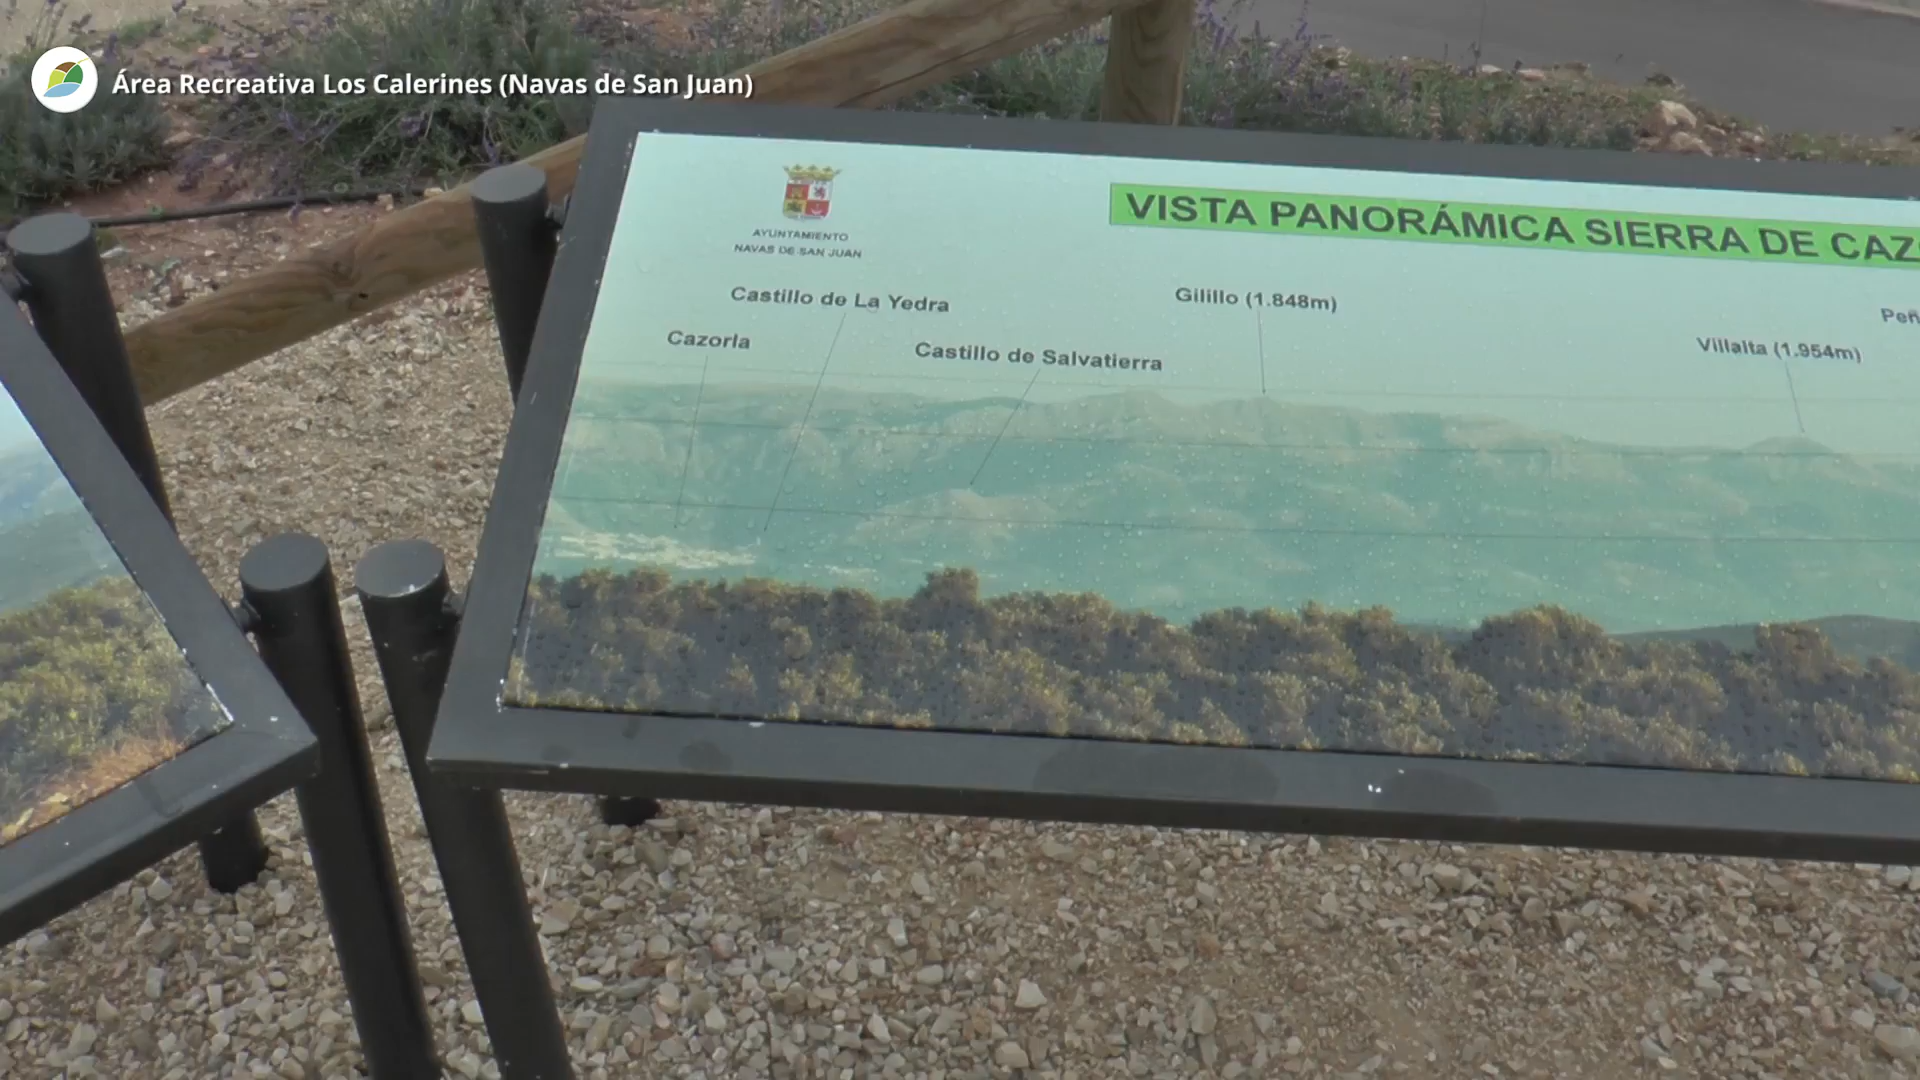 Área Recreativa Los Calerines (Navas de San Juan)
VISTA PANORÁMICA SIERRA DE CAZ
AYUNTAMIENTO
NAVAS DE SAN JUAN
Castillo de La Yedra
Gilillo (1.848m)
Peñ
Cazorla
Castillo de Salvatierra
Villalta (1.954m)